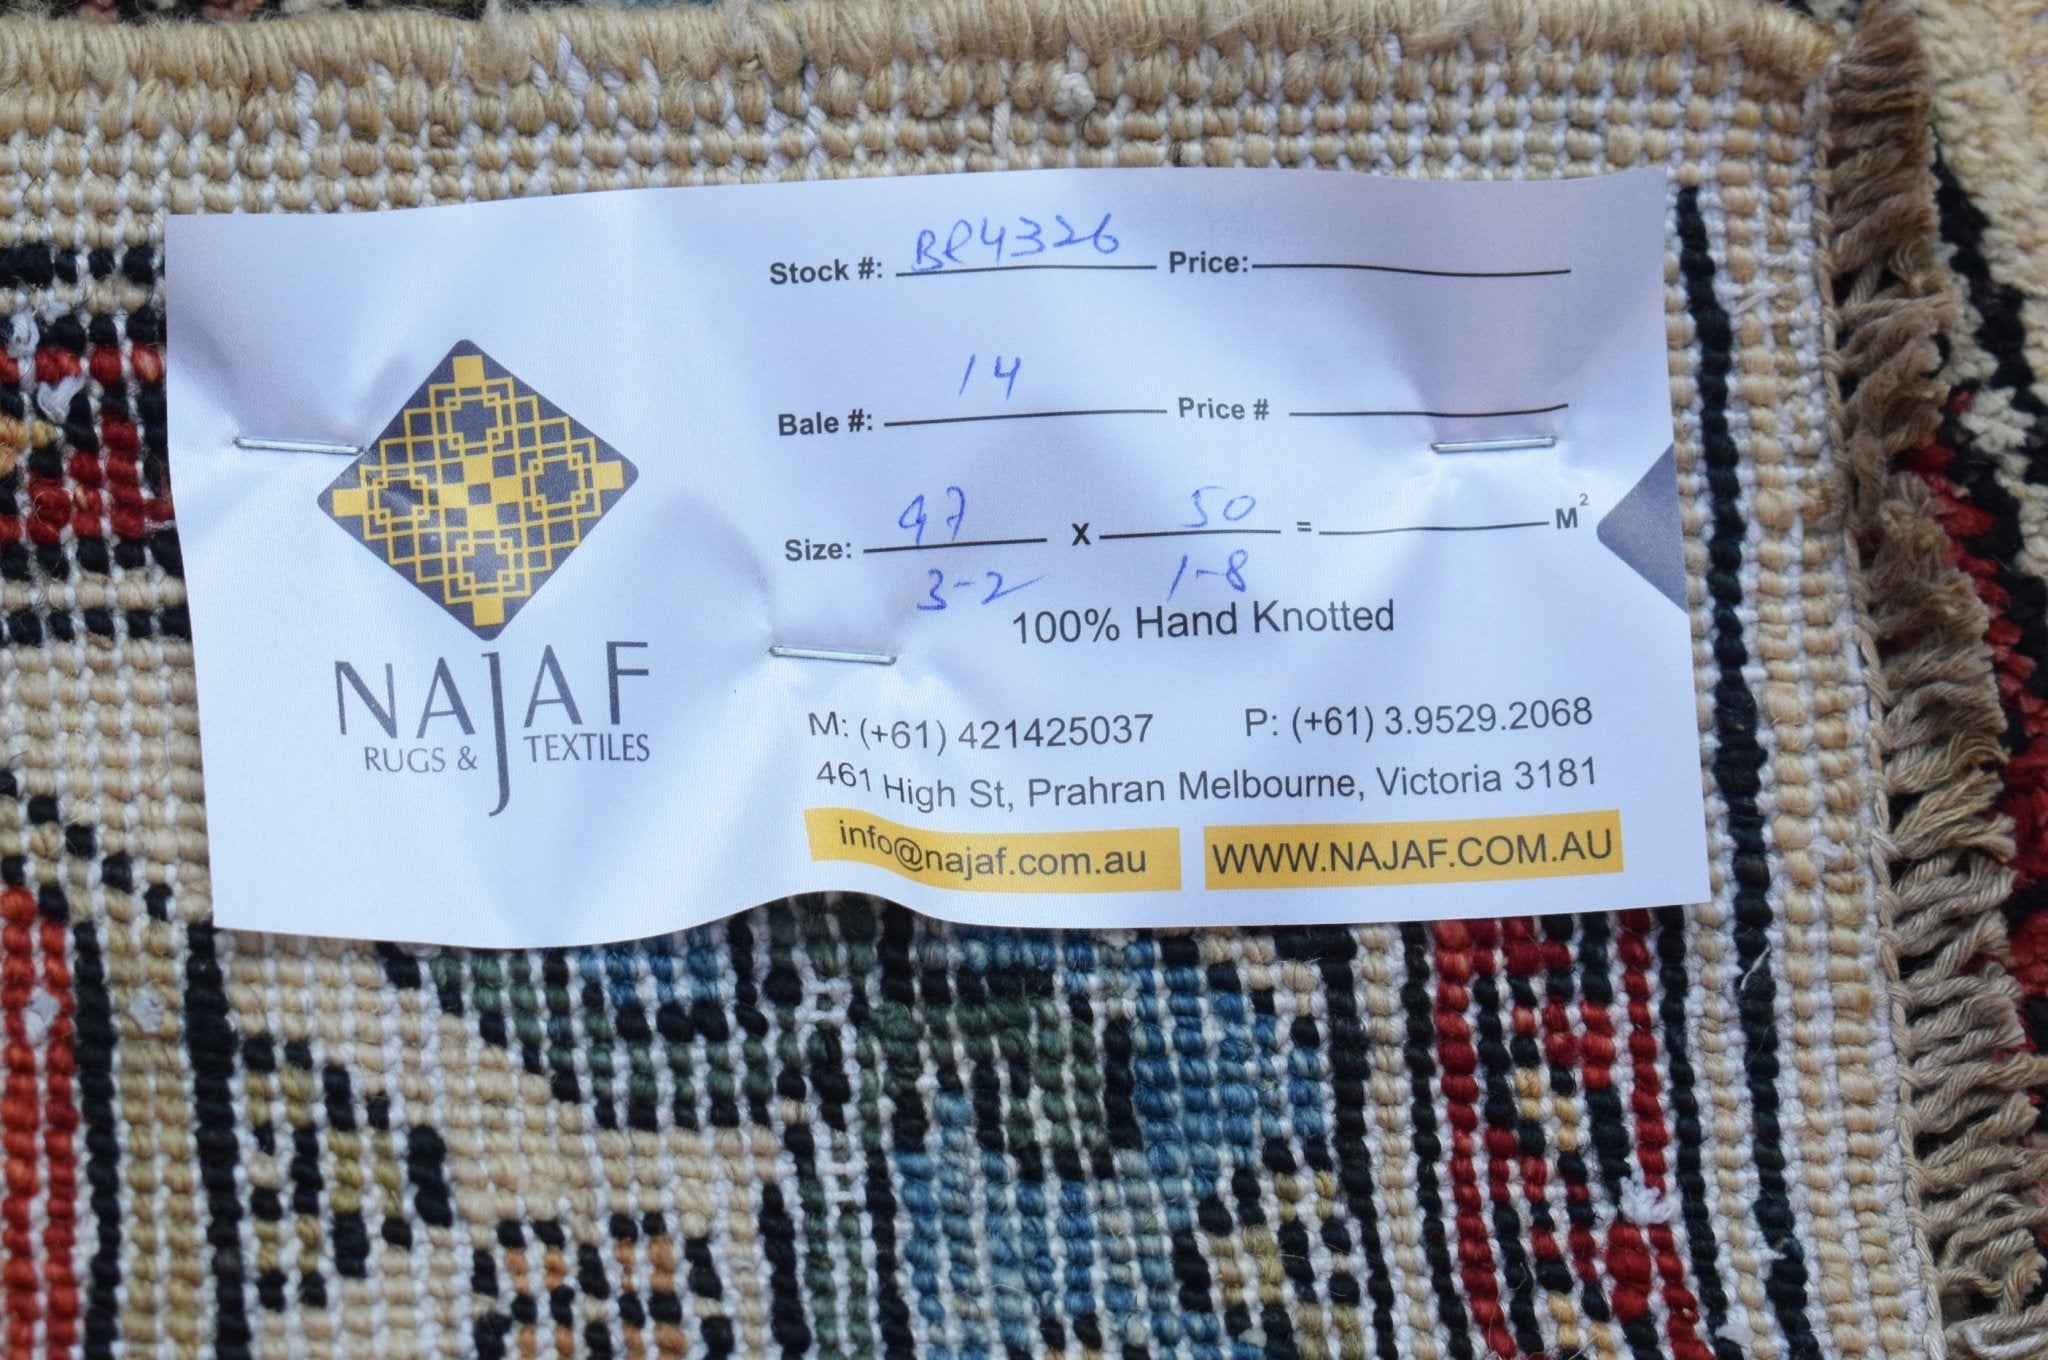 Stock #: BR4326 Price:
Bale #: 14 Price #
Size: 97 X 50 = M²
3-2 1-8
100% Hand Knotted
NAJAF
RUGS & TEXTILES
M: (+61) 421425037 P: (+61) 3.9529.2068
461 High St, Prahran Melbourne, Victoria 3181
info@najaf.com.au WWW.NAJAF.COM.AU